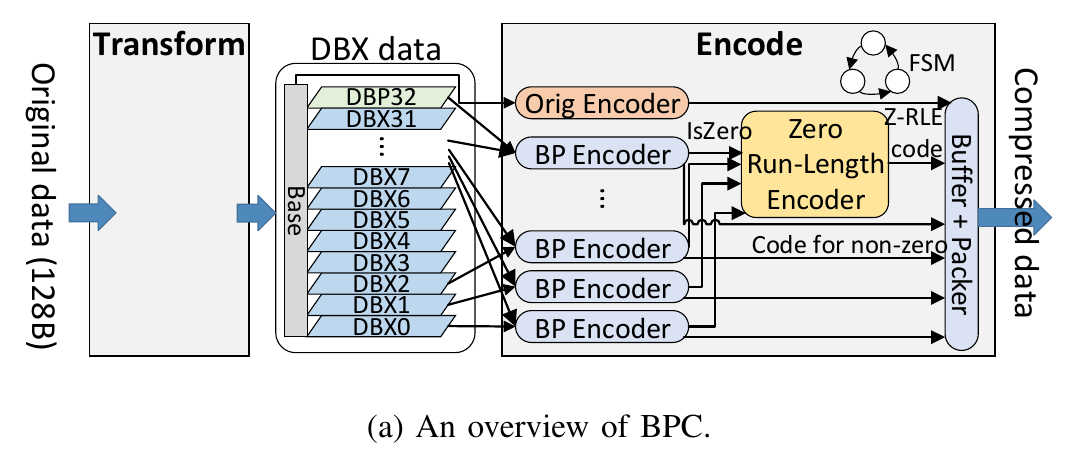 Original data (128B)
Transform
DBX data
Base
DBP32
DBX31
⋮
DBX7
DBX6
DBX5
DBX4
DBX3
DBX2
DBX1
DBX0
Encode
FSM
Orig Encoder
BP Encoder
⋮
BP Encoder
BP Encoder
BP Encoder
IsZero
Zero
Run-Length
Encoder
Z-RLE
code
Code for non-zero
Buffer + Packer
Compressed data
(a) An overview of BPC.